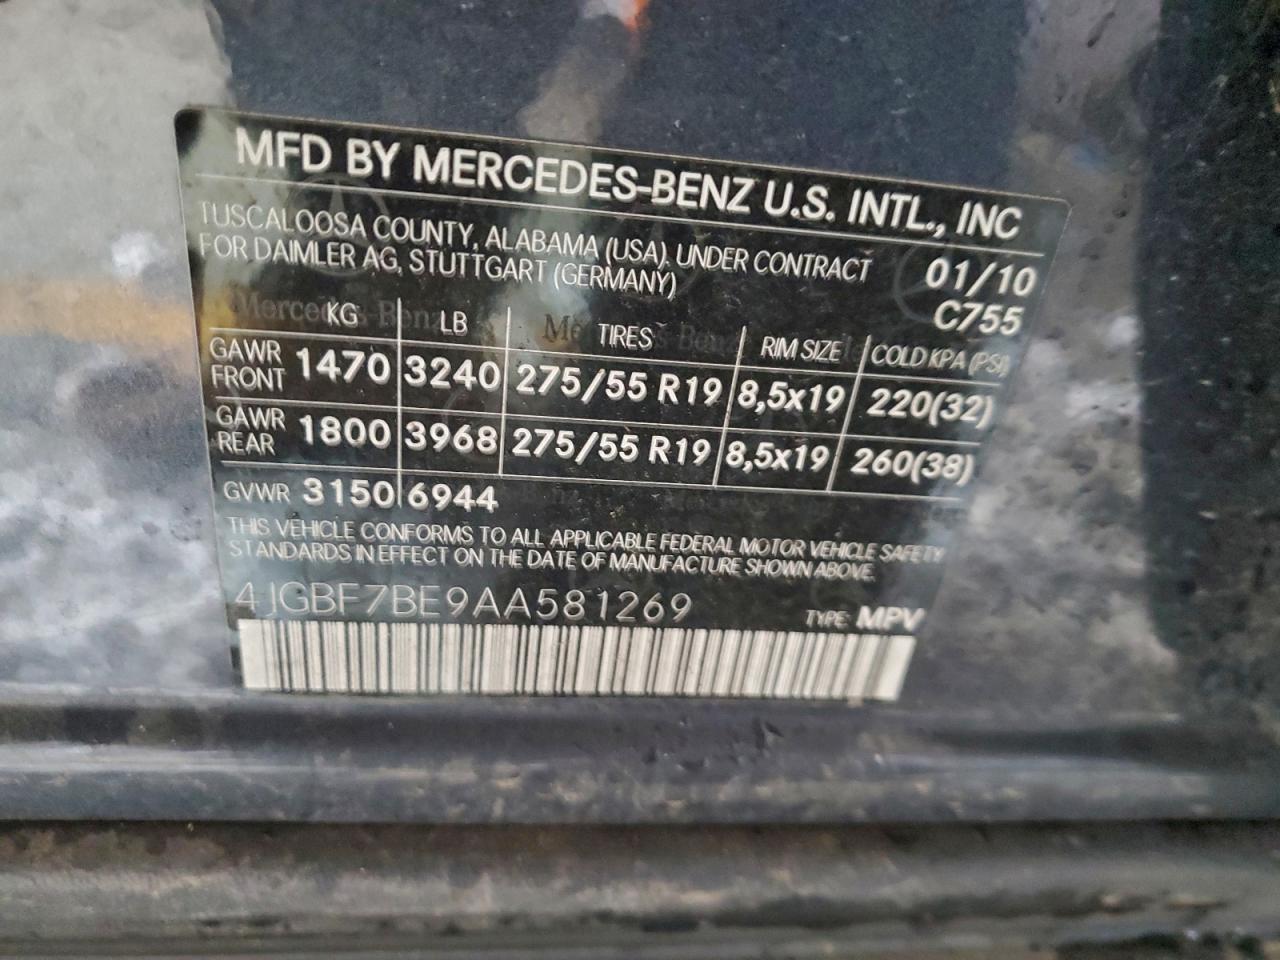 MFD BY MERCEDES-BENZ U.S. INTL., INC
TUSCALOOSA COUNTY, ALABAMA (USA), UNDER CONTRACT
FOR DAIMLER AG, STUTTGART (GERMANY)
01/10
C755
KG LB TIRES RIM SIZE COLD KPA (PSI)
GAWR FRONT 1470 3240 275/55 R19 8,5x19 220(32)
GAWR REAR 1800 3968 275/55 R19 8,5x19 260(38)
GVWR 3150 6944
THIS VEHICLE CONFORMS TO ALL APPLICABLE FEDERAL MOTOR VEHICLE SAFETY
STANDARDS IN EFFECT ON THE DATE OF MANUFACTURE SHOWN ABOVE.
4JGBF7BE9AA581269 TYPE: MPV